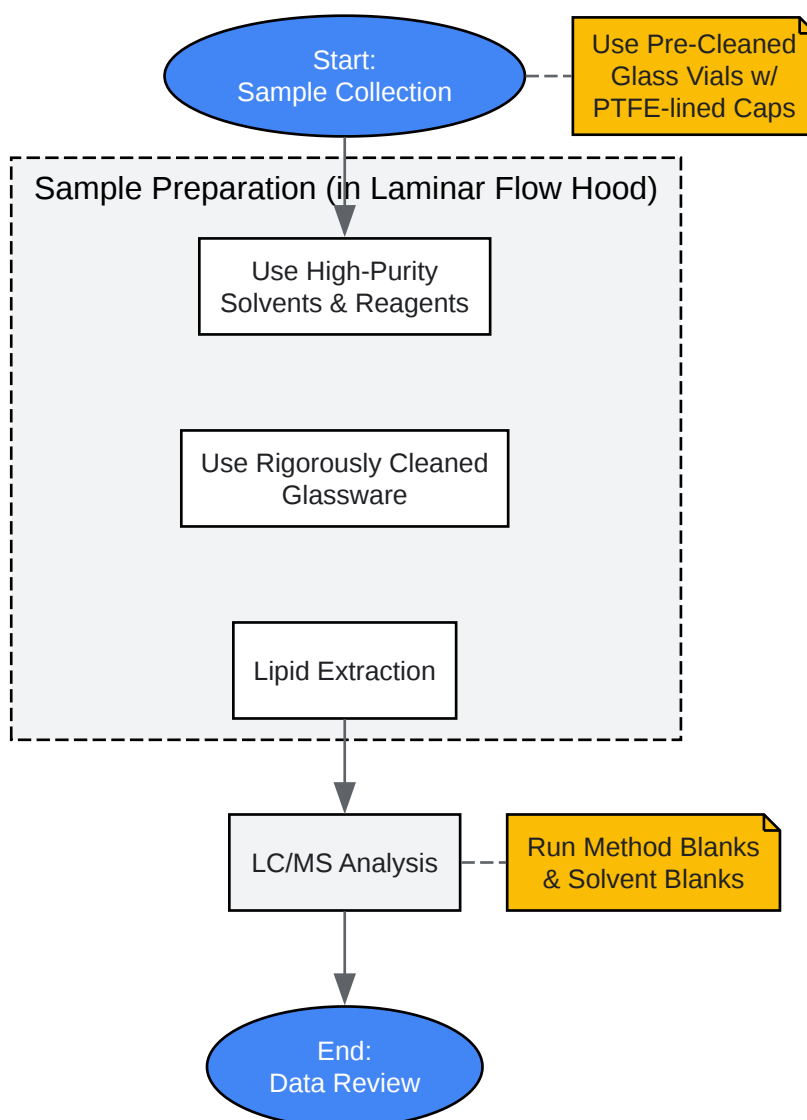 Start:
Sample Collection
Use Pre-Cleaned
Glass Vials w/
PTFE-lined Caps
Sample Preparation (in Laminar Flow Hood)
Use High-Purity
Solvents & Reagents
Use Rigorously Cleaned
Glassware
Lipid Extraction
LC/MS Analysis
Run Method Blanks
& Solvent Blanks
End:
Data Review